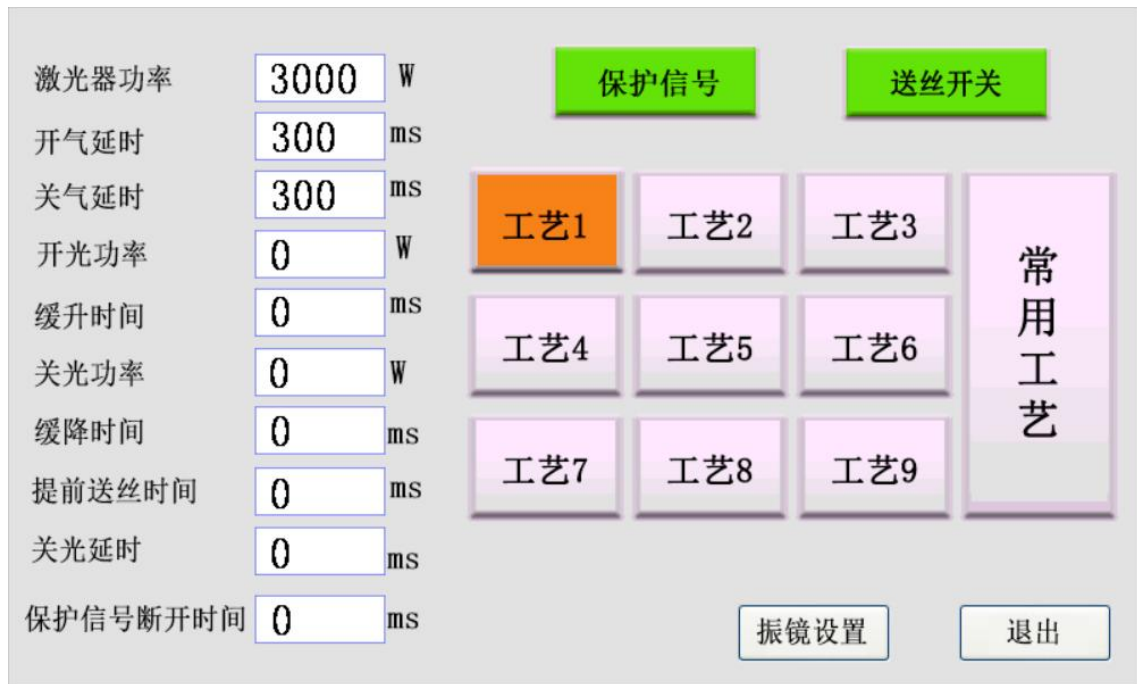 激光器功率 3000 W
开气延时 300 ms
关气延时 300 ms
开光功率 0 W
缓升时间 0 ms
关光功率 0 W
缓降时间 0 ms
提前送丝时间 0 ms
关光延时 0 ms
保护信号断开时间 0 ms
保护信号 送丝开关
工艺1 工艺2 工艺3
工艺4 工艺5 工艺6
工艺7 工艺8 工艺9
常用工艺
振镜设置 退出